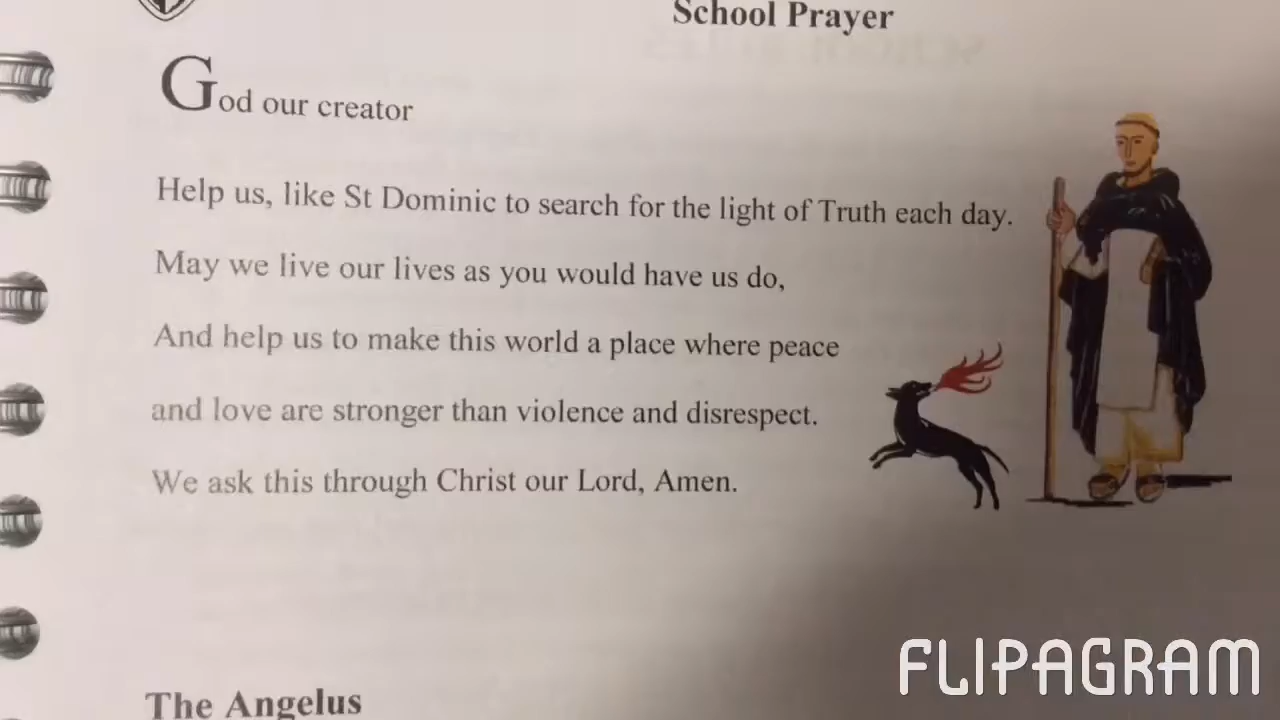 School Prayer
God our creator
Help us, like St Dominic to search for the light of Truth each day.
May we live our lives as you would have us do,
And help us to make this world a place where peace
and love are stronger than violence and disrespect.
We ask this through Christ our Lord, Amen.
The Angelus
FLIPAGRAM